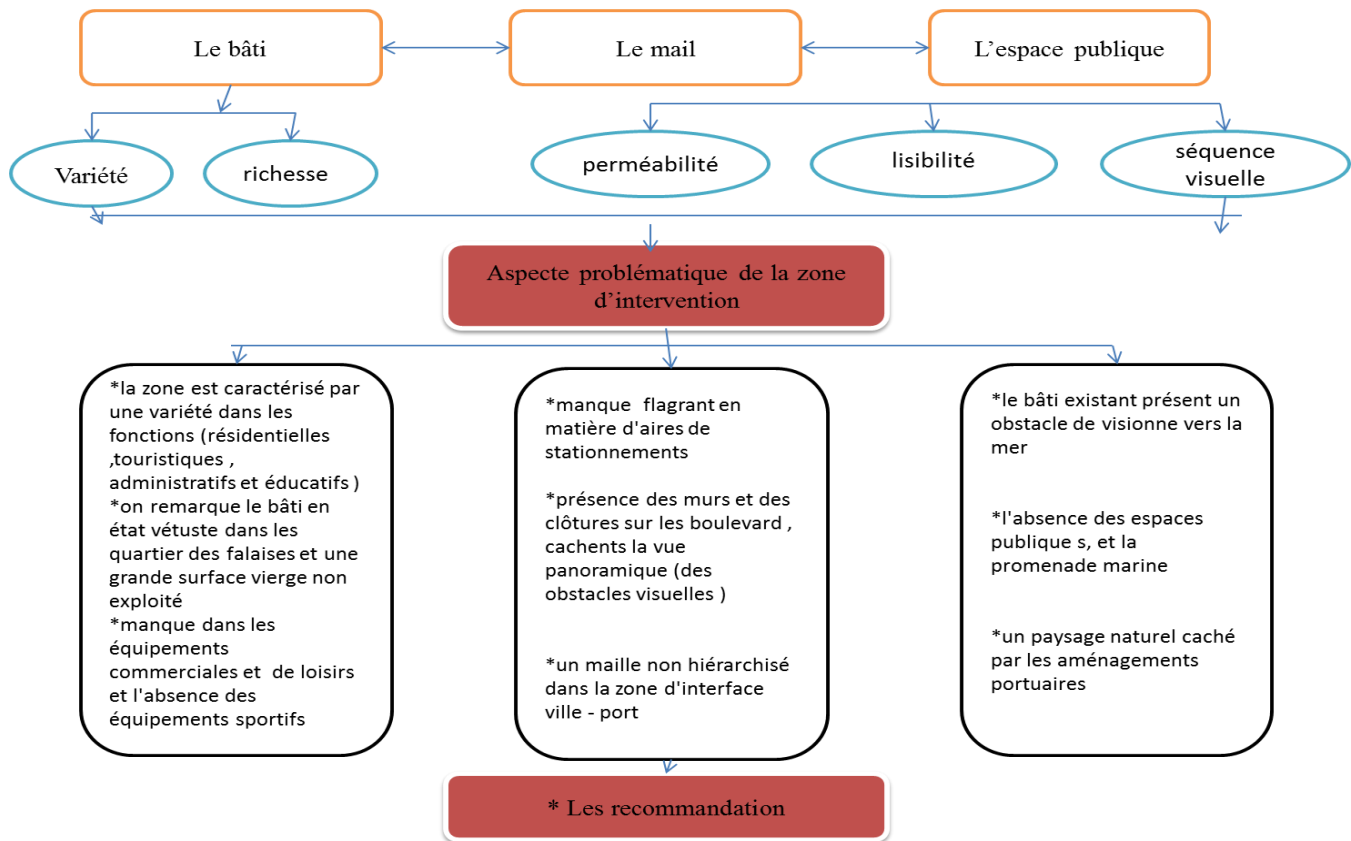 Le bâti
Le mail
L'espace publique
Variété
richesse
perméabilité
lisibilité
séquence
visuelle
Aspecte problématique de la zone
d'intervention
*la zone est caractérisé par
une variété dans les
fonctions (résidentielles
,touristiques ,
administratifs et éducatifs )
*on remarque le bâti en
état vétuste dans les
quartier des falaises et une
grande surface vierge non
exploité
*manque dans les
équipements
commerciales et de loisirs
et l'absence des
équipements sportifs
*manque flagrant en
matière d'aires de
stationnements
*présence des murs et des
clôtures sur les boulevard ,
cachents la vue
panoramique (des
obstacles visuelles )
*un maille non hiérarchisé
dans la zone d'interface
ville - port
*le bâti existant présent un
obstacle de visionne vers la
mer
*l'absence des espaces
publique s, et la
promenade marine
*un paysage naturel caché
par les aménagements
portuaires
* Les recommandation